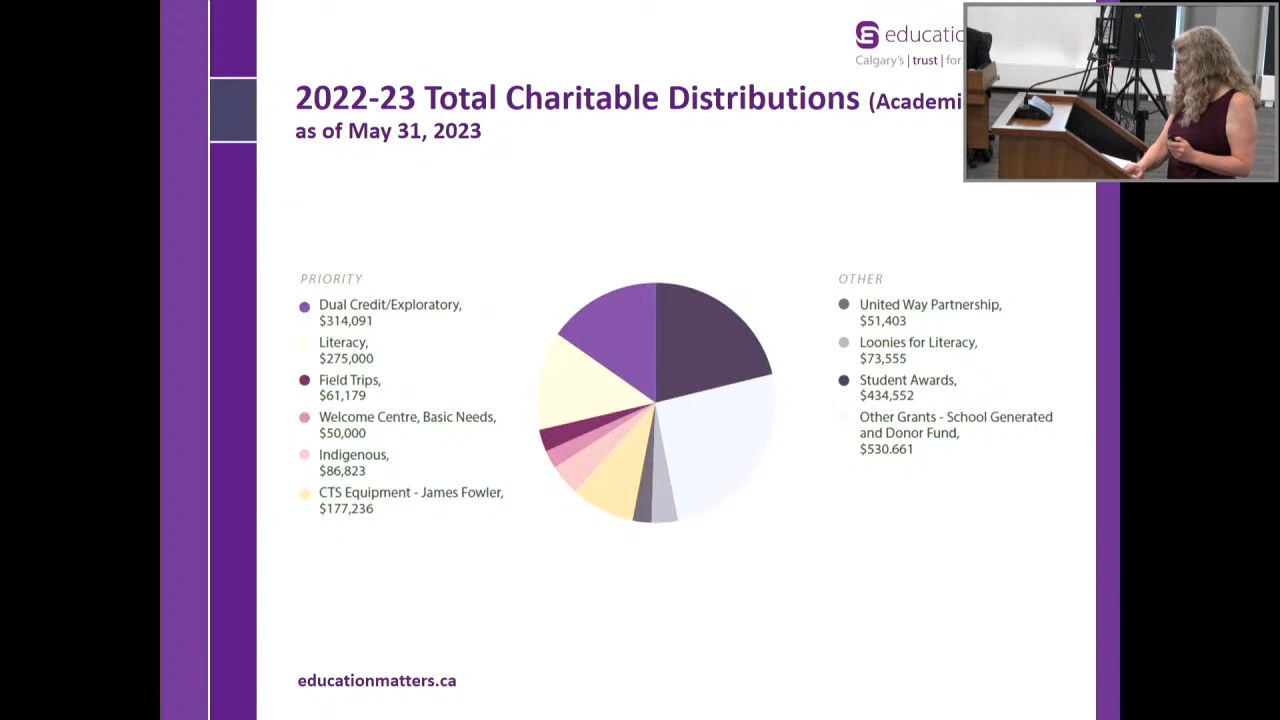 Calgary's | trust | for
2022-23 Total Charitable Distributions
as of May 31, 2023
PRIORITY
Dual Credit/Exploratory,
$314,091
Literacy,
$275,000
Field Trips,
$61,179
Welcome Centre, Basic Needs,
$50,000
Indigenous,
$86,823
CTS Equipment - James Fowler,
$177,236
OTHER
United Way Partnership,
$51,403
Loonies for Literacy,
$73,555
Student Awards,
$434,552
Other Grants - School Generated
and Donor Fund,
$530.661
educationmatters.ca